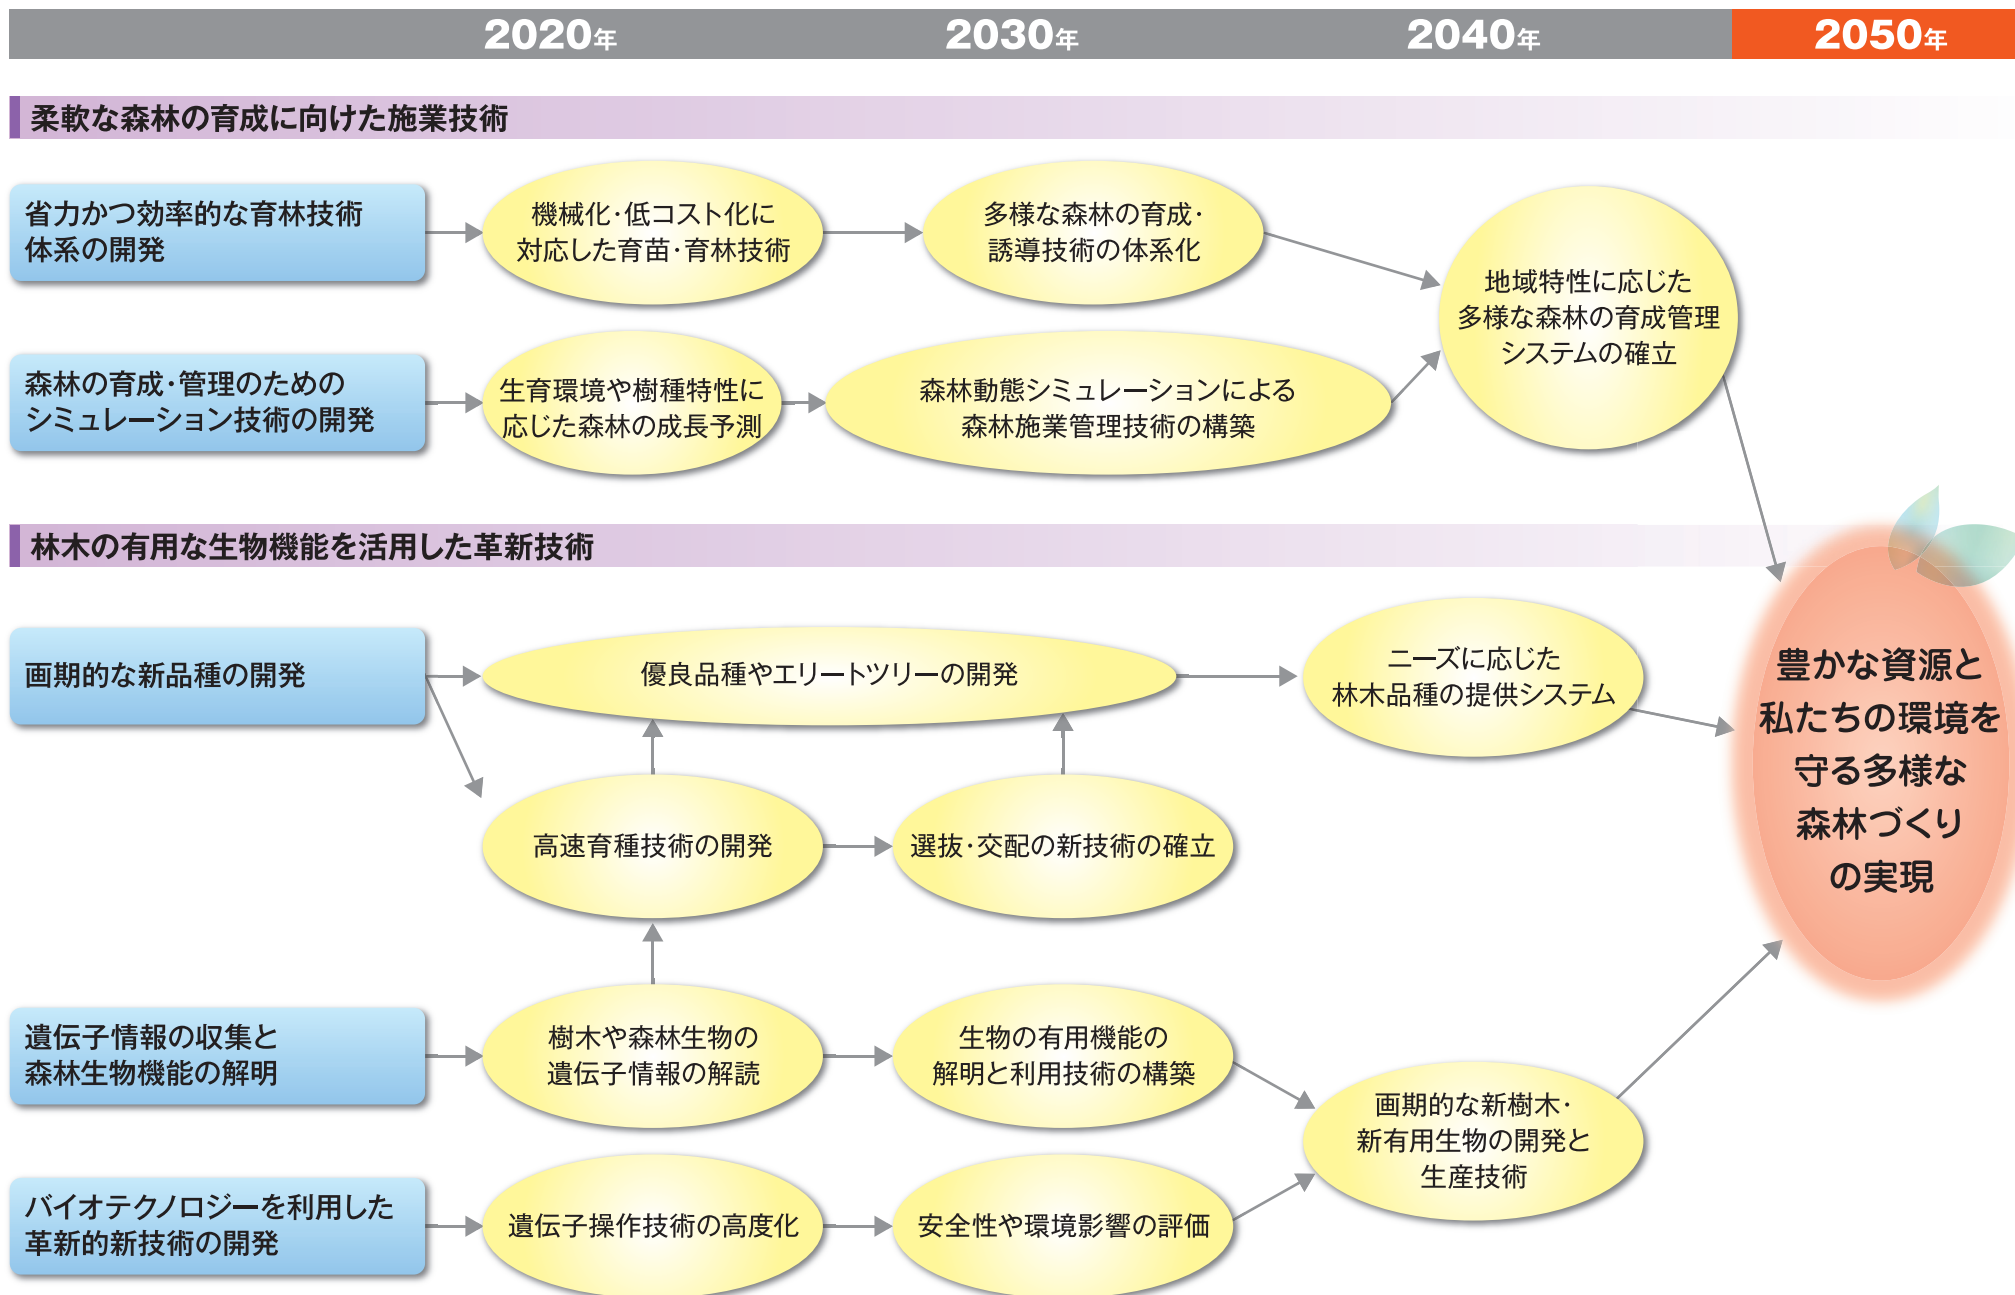 2020年
2030年
2040年
2050年
柔軟な森林の育成に向けた施業技術
省力かつ効率的な育林技術
体系の開発
機械化・低コスト化に
対応した育苗・育林技術
多様な森林の育成・
誘導技術の体系化
地域特性に応じた
多様な森林の育成管理
システムの確立
森林の育成・管理のための
シミュレーション技術の開発
生育環境や樹種特性に
応じた森林の成長予測
森林動態シミュレーションによる
森林施業管理技術の構築
林木の有用な生物機能を活用した革新技術
画期的な新品種の開発
優良品種やエリートツリーの開発
ニーズに応じた
林木品種の提供システム
高速育種技術の開発
選抜・交配の新技術の確立
遺伝子情報の収集と
森林生物機能の解明
樹木や森林生物の
遺伝子情報の解読
生物の有用機能の
解明と利用技術の構築
画期的な新樹木・
新有用生物の開発と
生産技術
バイオテクノロジーを利用した
革新的新技術の開発
遺伝子操作技術の高度化
安全性や環境影響の評価
豊かな資源と
私たちの環境を
守る多様な
森林づくり
の実現